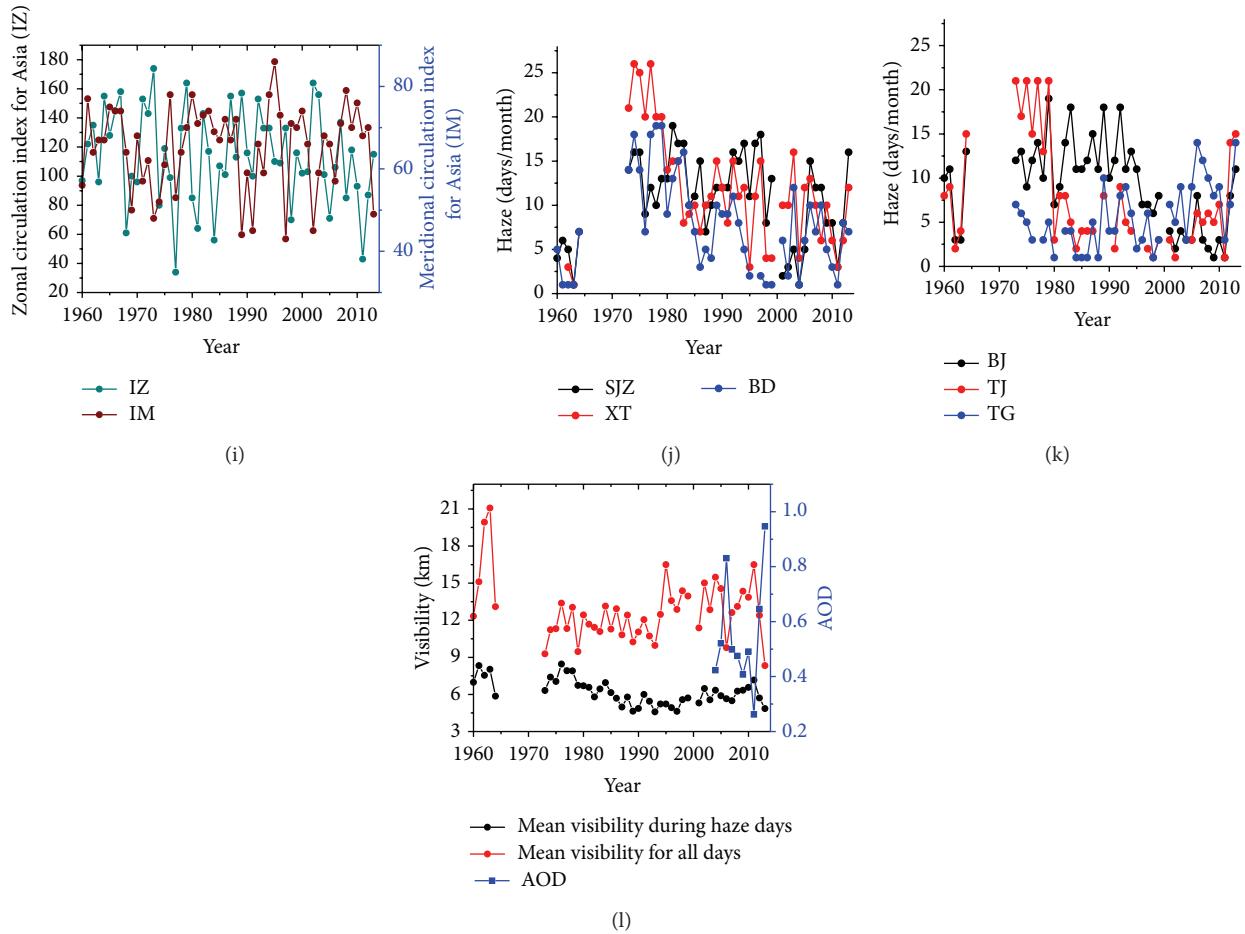 Zonal circulation index for Asia (IZ)
180
160
140
120
100
80
60
40
20
80
60
40
Meridional circulation index
for Asia (IM)
1960 1970 1980 1990 2000 2010
Year
IZ
IM
(i)
Haze (days/month)
25
20
15
10
5
0
1960 1970 1980 1990 2000 2010
Year
SJZ
XT
BD
(j)
Haze (days/month)
25
20
15
10
5
0
1960 1970 1980 1990 2000 2010
Year
BJ
TJ
TG
(k)
Visibility (km)
21
18
15
12
9
6
3
1.0
0.8
0.6
0.4
0.2
AOD
1960 1970 1980 1990 2000 2010
Year
Mean visibility during haze days
Mean visibility for all days
AOD
(l)